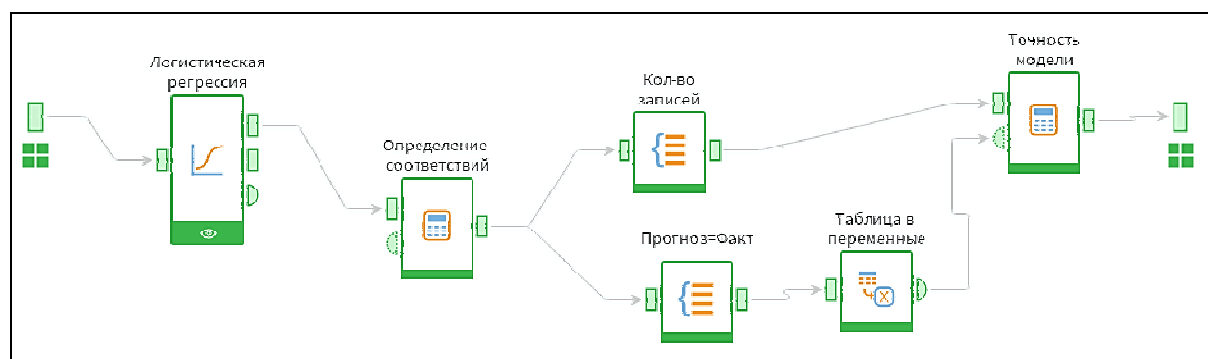 Логистическая
регрессия
Определение
соответствий
Кол-во
записей
Прогноз=Факт
Таблица в
переменные
Точность
модели